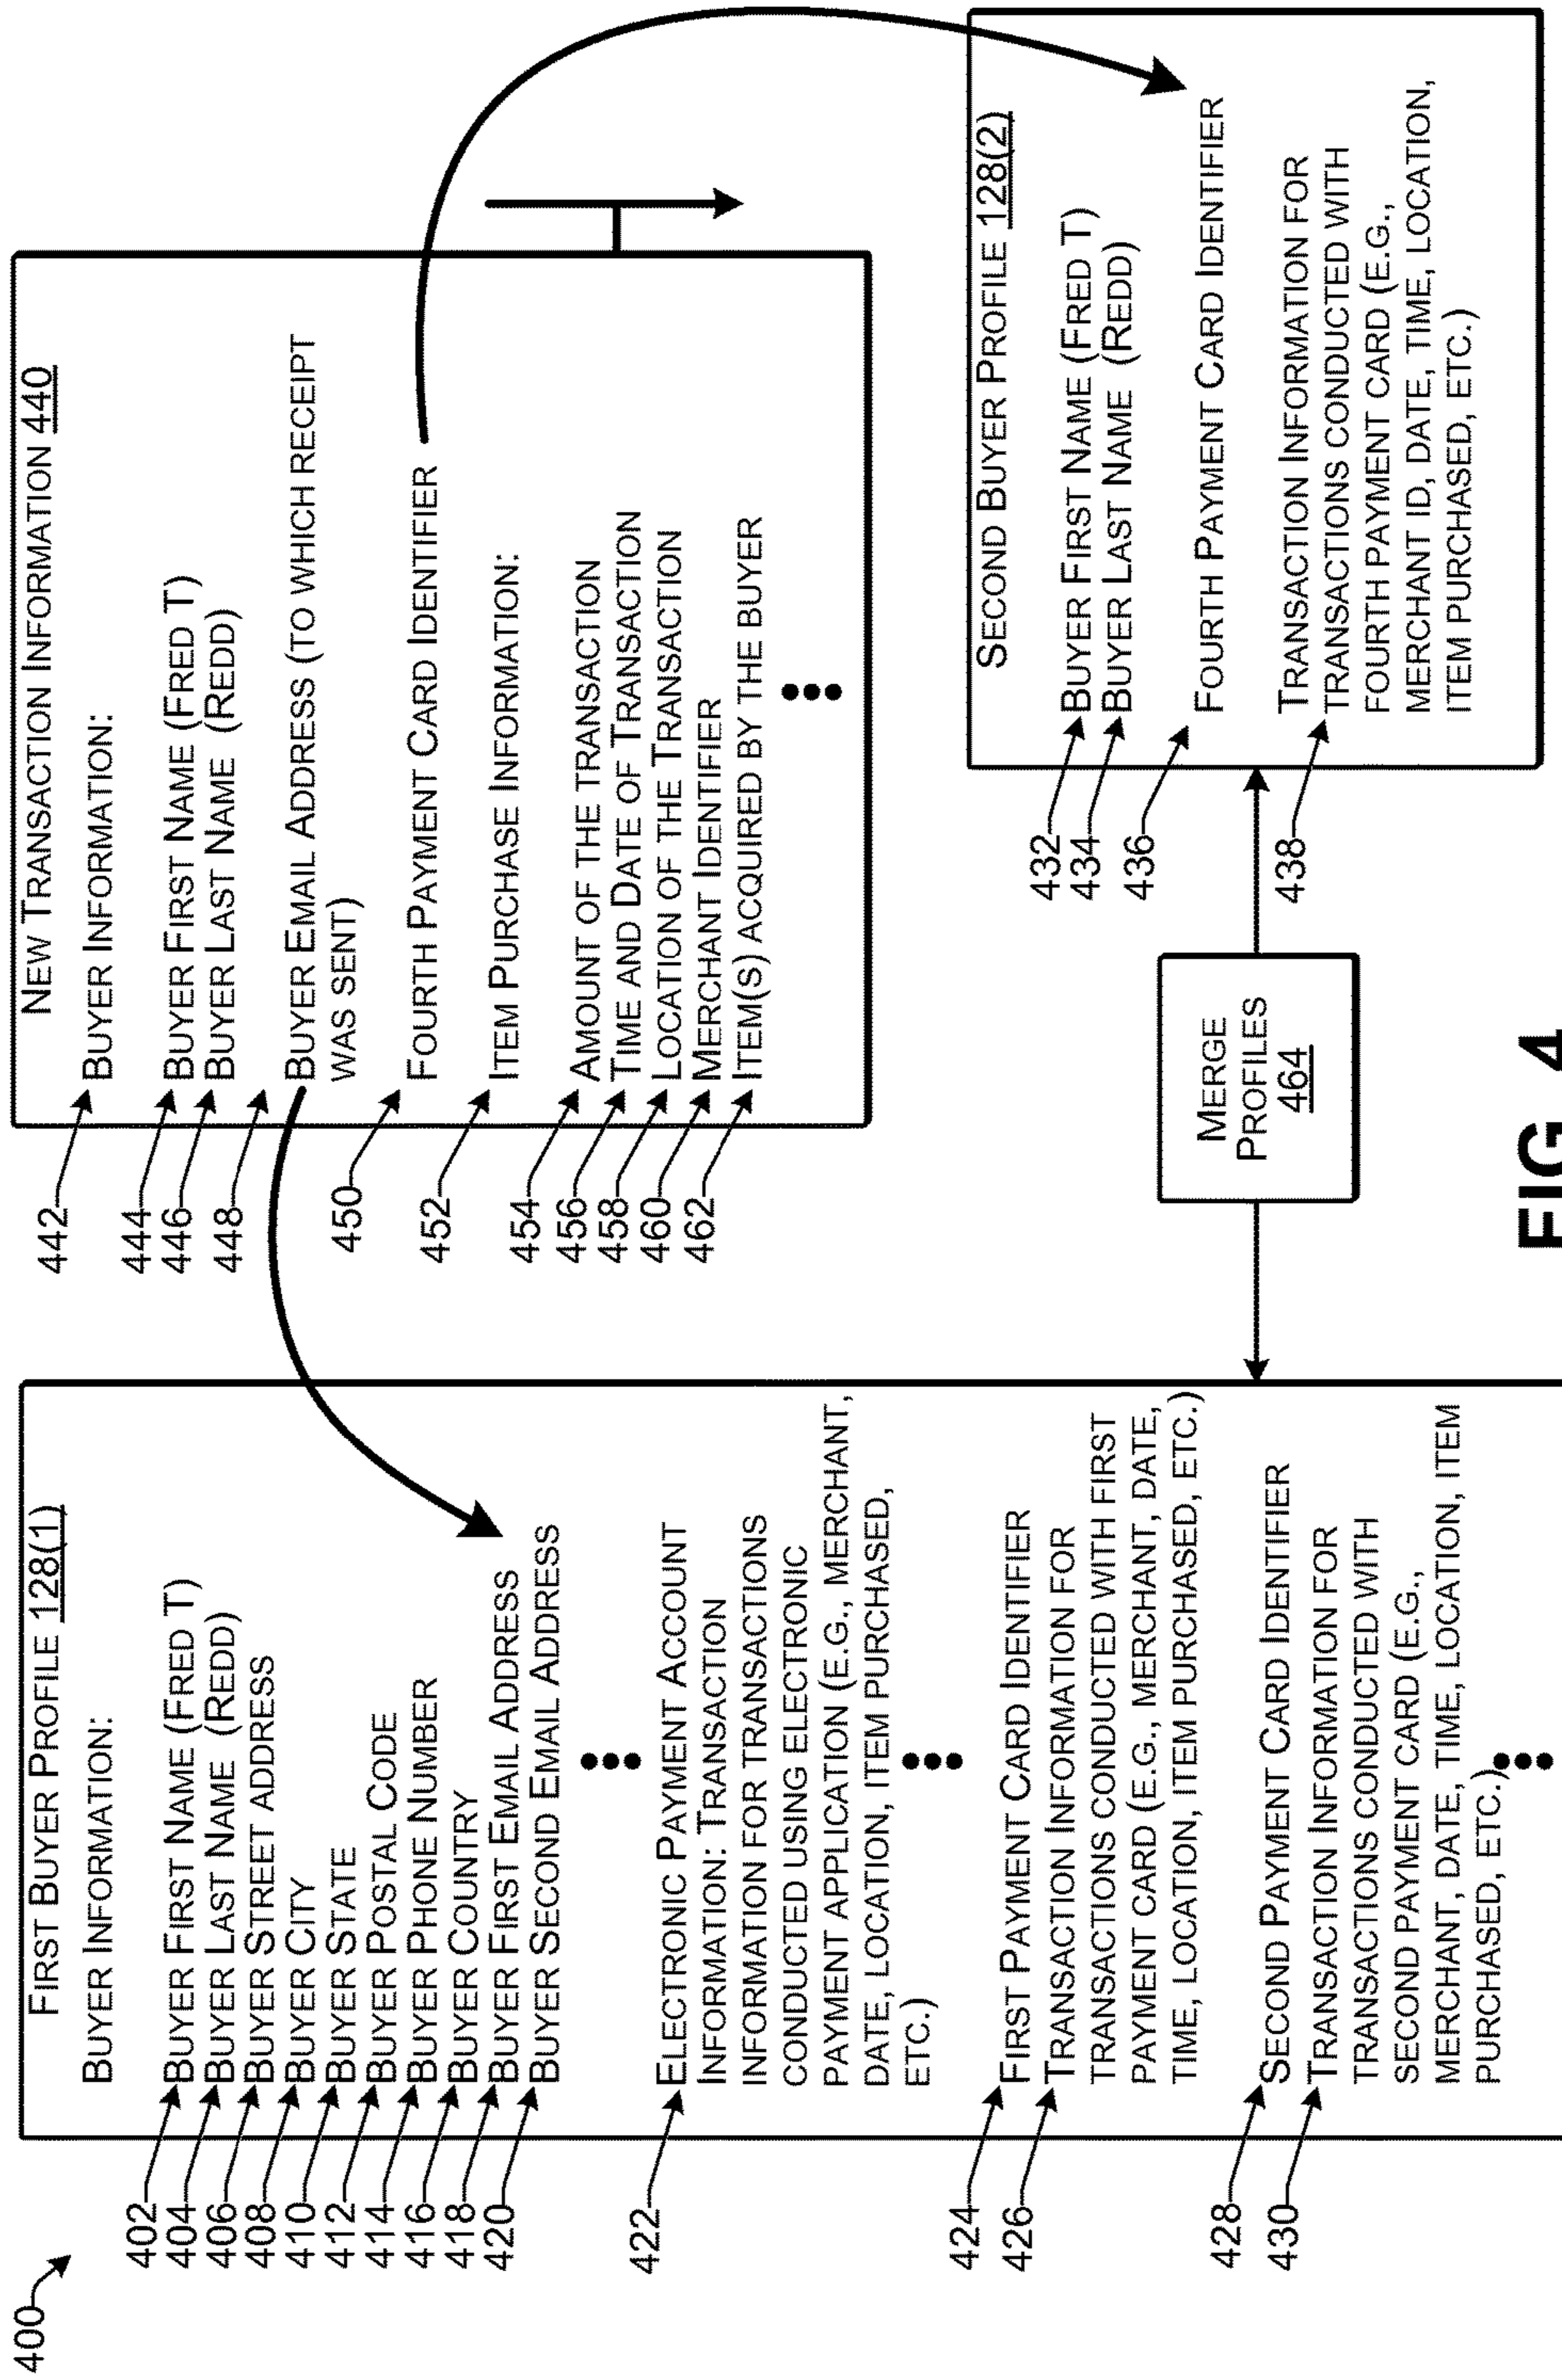 400
FIRST BUYER PROFILE 128(1)
BUYER INFORMATION:
402
BUYER FIRST NAME (FRED T)
404
BUYER LAST NAME (REDD)
406
BUYER STREET ADDRESS
408
BUYER CITY
410
BUYER STATE
412
BUYER POSTAL CODE
414
BUYER PHONE NUMBER
416
BUYER COUNTRY
418
BUYER FIRST EMAIL ADDRESS
420
BUYER SECOND EMAIL ADDRESS
422
ELECTRONIC PAYMENT ACCOUNT
INFORMATION: TRANSACTION
INFORMATION FOR TRANSACTIONS
CONDUCTED USING ELECTRONIC
PAYMENT APPLICATION (E.G., MERCHANT,
DATE, LOCATION, ITEM PURCHASED,
ETC.)
424
FIRST PAYMENT CARD IDENTIFIER
426
TRANSACTION INFORMATION FOR
TRANSACTIONS CONDUCTED WITH FIRST
PAYMENT CARD (E.G., MERCHANT, DATE,
TIME, LOCATION, ITEM PURCHASED, ETC.)
428
SECOND PAYMENT CARD IDENTIFIER
430
TRANSACTION INFORMATION FOR
TRANSACTIONS CONDUCTED WITH
SECOND PAYMENT CARD (E.G.,
MERCHANT, DATE, TIME, LOCATION, ITEM
PURCHASED, ETC.)
NEW TRANSACTION INFORMATION 440
442
BUYER INFORMATION:
444
BUYER FIRST NAME (FRED T)
446
BUYER LAST NAME (REDD)
448
BUYER EMAIL ADDRESS (TO WHICH RECEIPT
WAS SENT)
450
FOURTH PAYMENT CARD IDENTIFIER
452
ITEM PURCHASE INFORMATION:
454
AMOUNT OF THE TRANSACTION
456
TIME AND DATE OF TRANSACTION
458
LOCATION OF THE TRANSACTION
460
MERCHANT IDENTIFIER
462
ITEM(S) ACQUIRED BY THE BUYER
MERGE
PROFILES
464
SECOND BUYER PROFILE 128(2)
432
BUYER FIRST NAME (FRED T)
434
BUYER LAST NAME (REDD)
436
FOURTH PAYMENT CARD IDENTIFIER
438
TRANSACTION INFORMATION FOR
TRANSACTIONS CONDUCTED WITH
FOURTH PAYMENT CARD (E.G.,
MERCHANT ID, DATE, TIME, LOCATION,
ITEM PURCHASED, ETC.)
FIG. 4